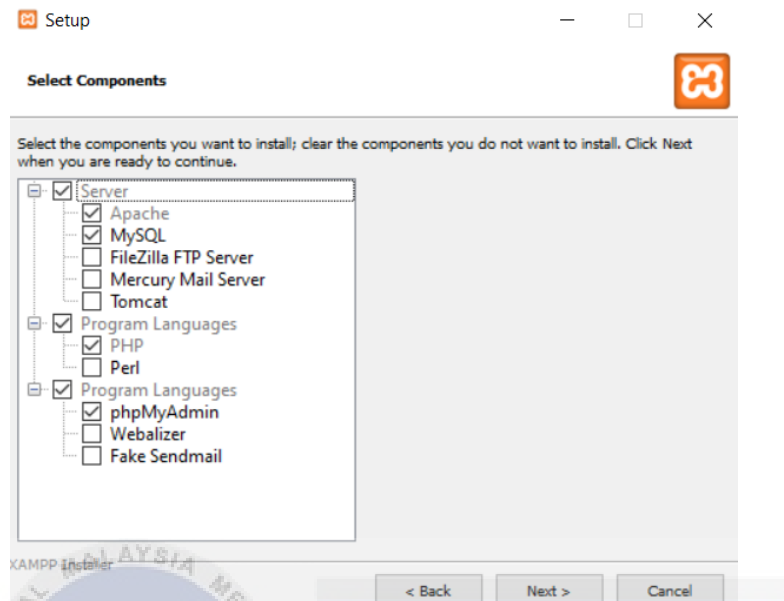 Setup
Select Components
Select the components you want to install; clear the components you do not want to install. Click Next
when you are ready to continue.
Server
Apache
MySQL
FileZilla FTP Server
Mercury Mail Server
Tomcat
Program Languages
PHP
Perl
Program Languages
phpMyAdmin
Webalizer
Fake Sendmail
XAMPP Installer
MALAYSIA
< Back
Next >
Cancel